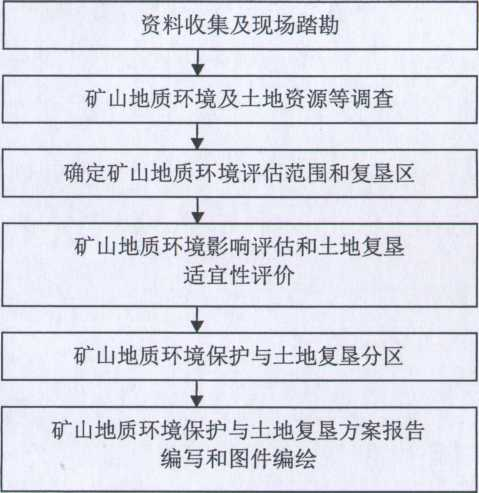 资料收集及现场踏勘
矿山地质环境及土地资源等调查
确定矿山地质环境评估范围和复垦区
矿山地质环境影响评估和土地复垦
适宜性评价
矿山地质环境保护与土地复垦分区
矿山地质环境保护与土地复垦方案报告
编写和图件编绘